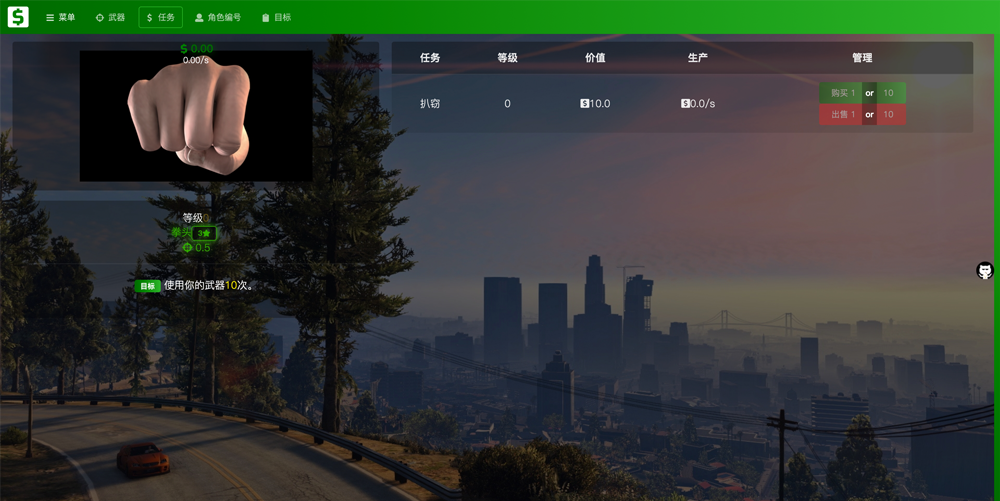 菜单 武器 $ 任务 角色编号 目标
$ 0.00
0.00/s
等级0
拳头 3
0.5
目标 使用你的武器10次。
任务 等级 价值 生产 管理
扒窃 0 $10.0 $0.0/s 购买 1 or 10
出售 1 or 10